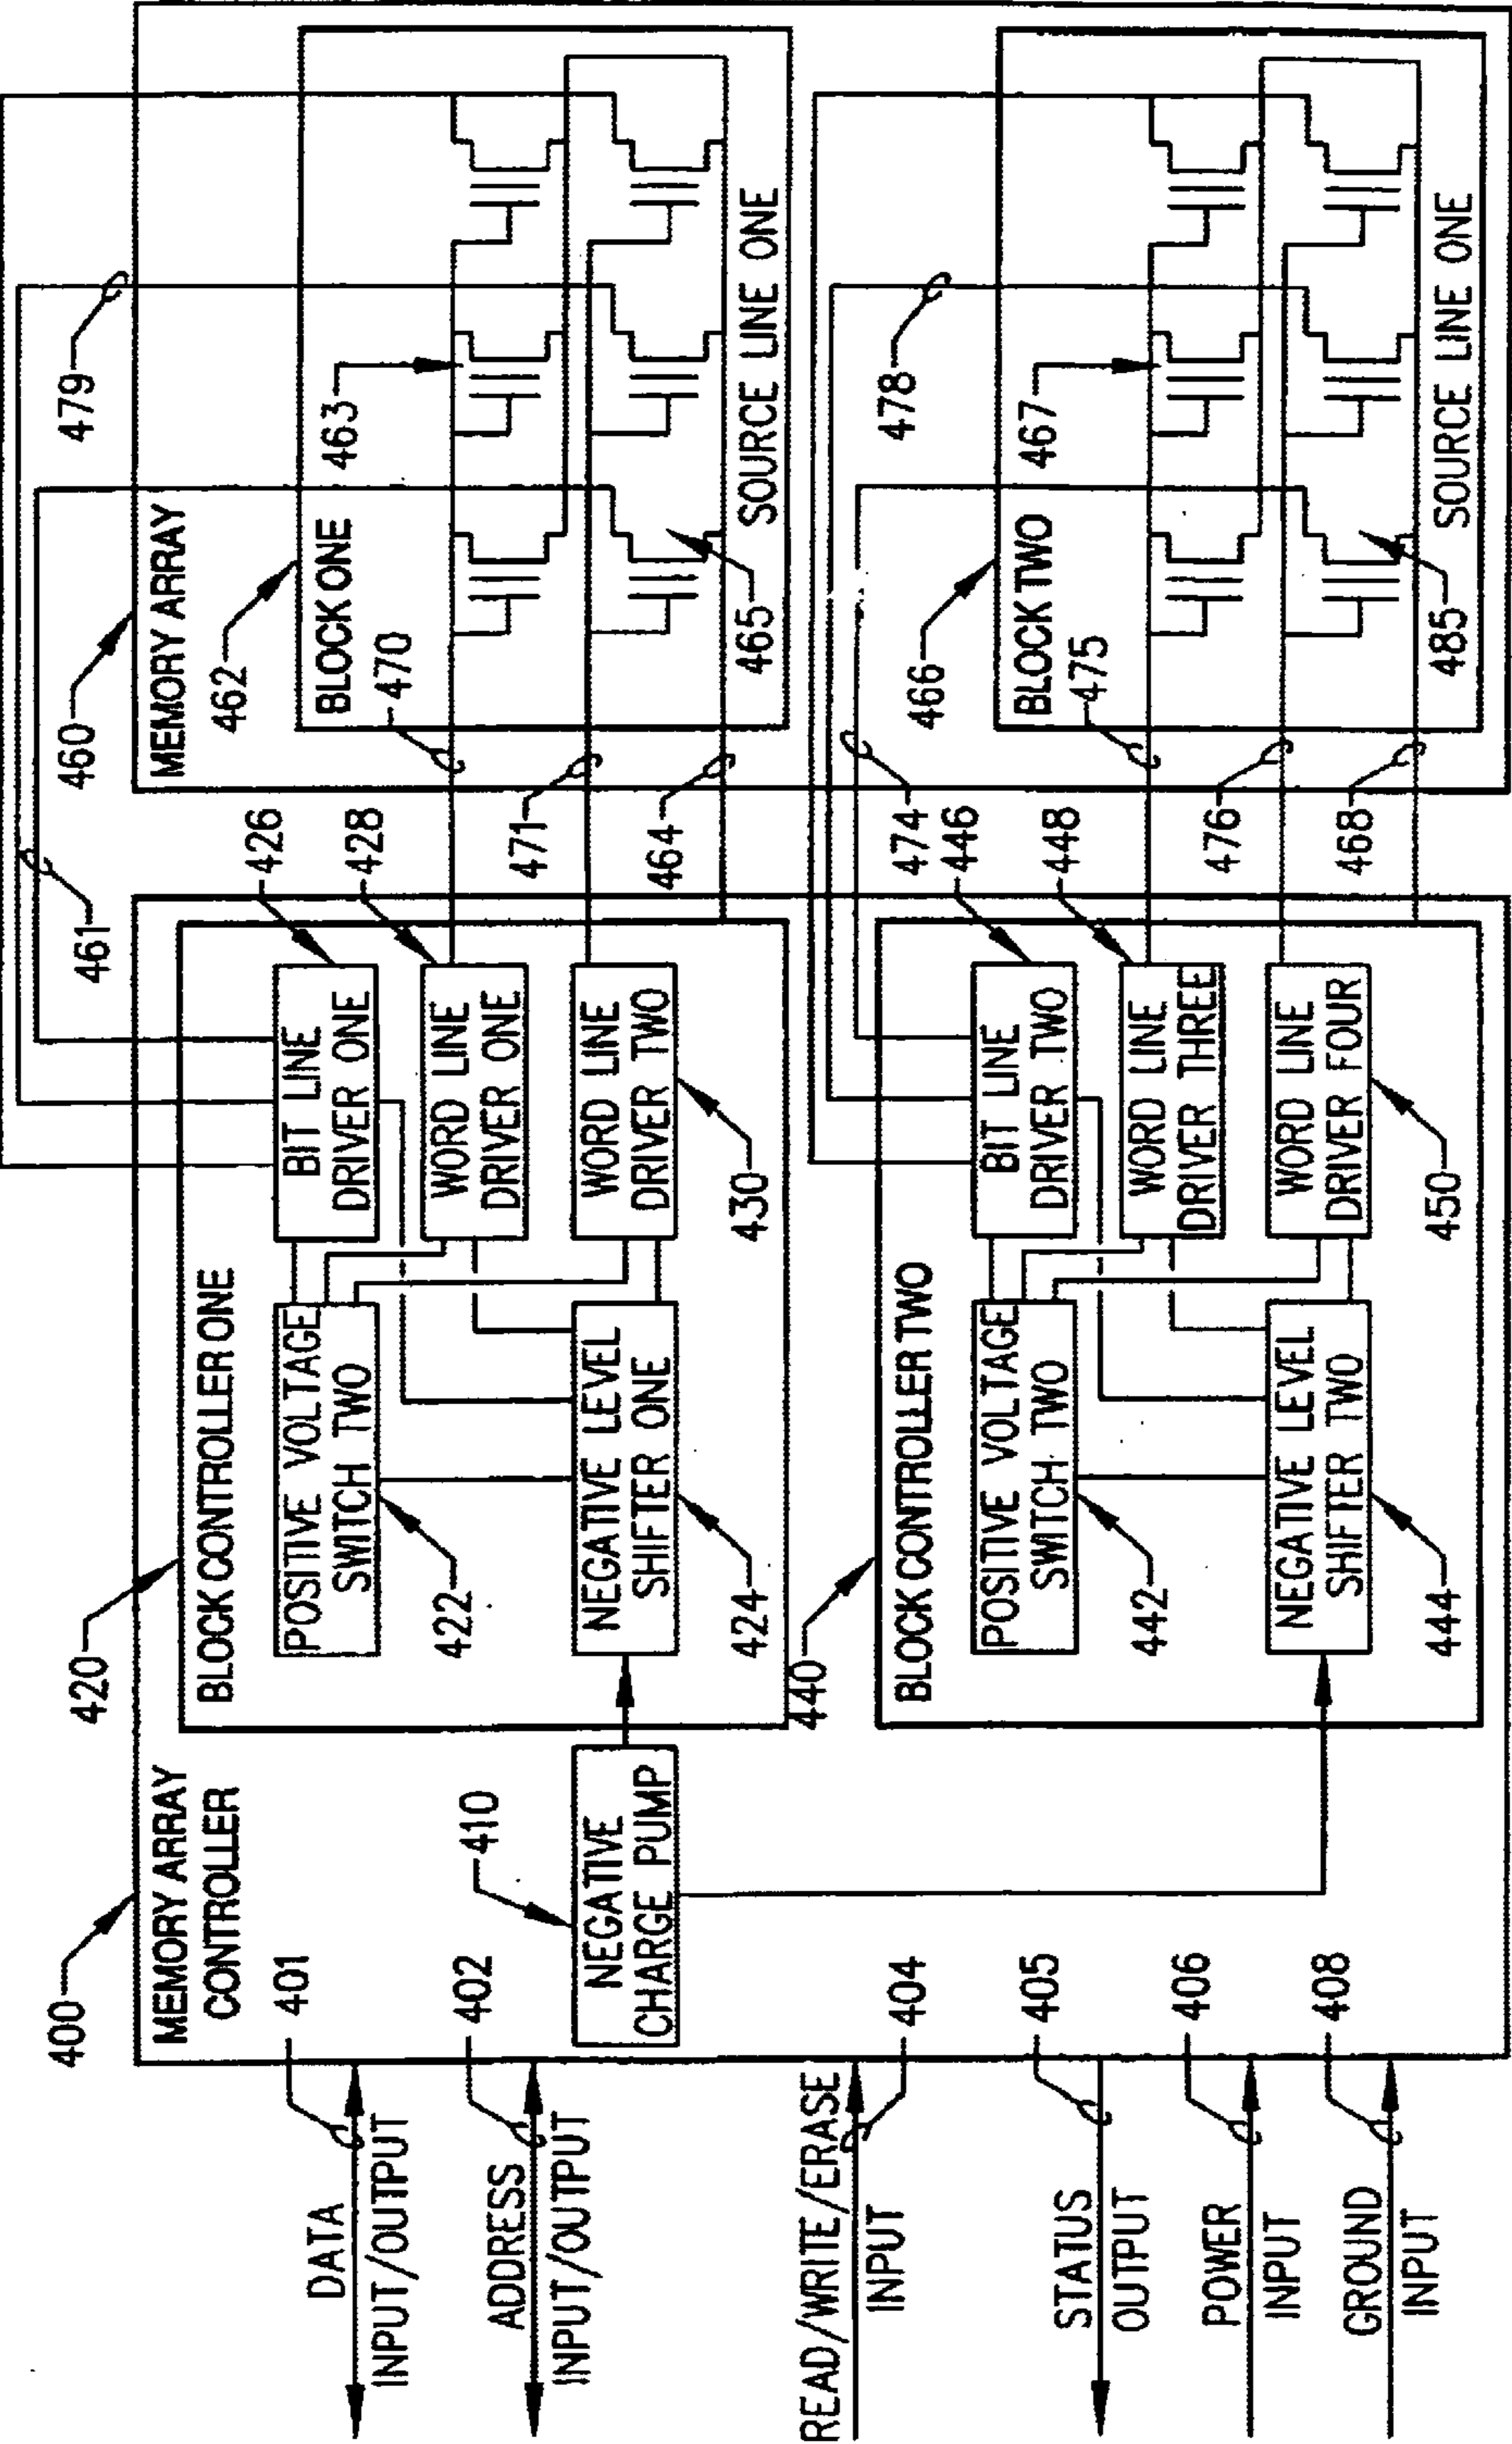 400
MEMORY ARRAY
CONTROLLER
401
DATA
INPUT/OUTPUT
402
ADDRESS
INPUT/OUTPUT
READ/WRITE/ERASE
INPUT
404
405
STATUS
OUTPUT
406
POWER
INPUT
408
GROUND
INPUT
410
NEGATIVE
CHARGE PUMP
420
BLOCK CONTROLLER ONE
POSITIVE VOLTAGE
SWITCH TWO
422
NEGATIVE LEVEL
SHIFTER ONE
424
BIT LINE
DRIVER ONE
426
WORD LINE
DRIVER ONE
428
WORD LINE
DRIVER TWO
430
440
BLOCK CONTROLLER TWO
POSITIVE VOLTAGE
SWITCH TWO
442
NEGATIVE LEVEL
SHIFTER TWO
444
BIT LINE
DRIVER TWO
446
WORD LINE
DRIVER THREE
448
WORD LINE
DRIVER FOUR
450
461
471
464
474
476
468
460
MEMORY ARRAY
462
BLOCK ONE
470
479
463
465
SOURCE LINE ONE
466
BLOCK TWO
475
478
467
485
SOURCE LINE ONE